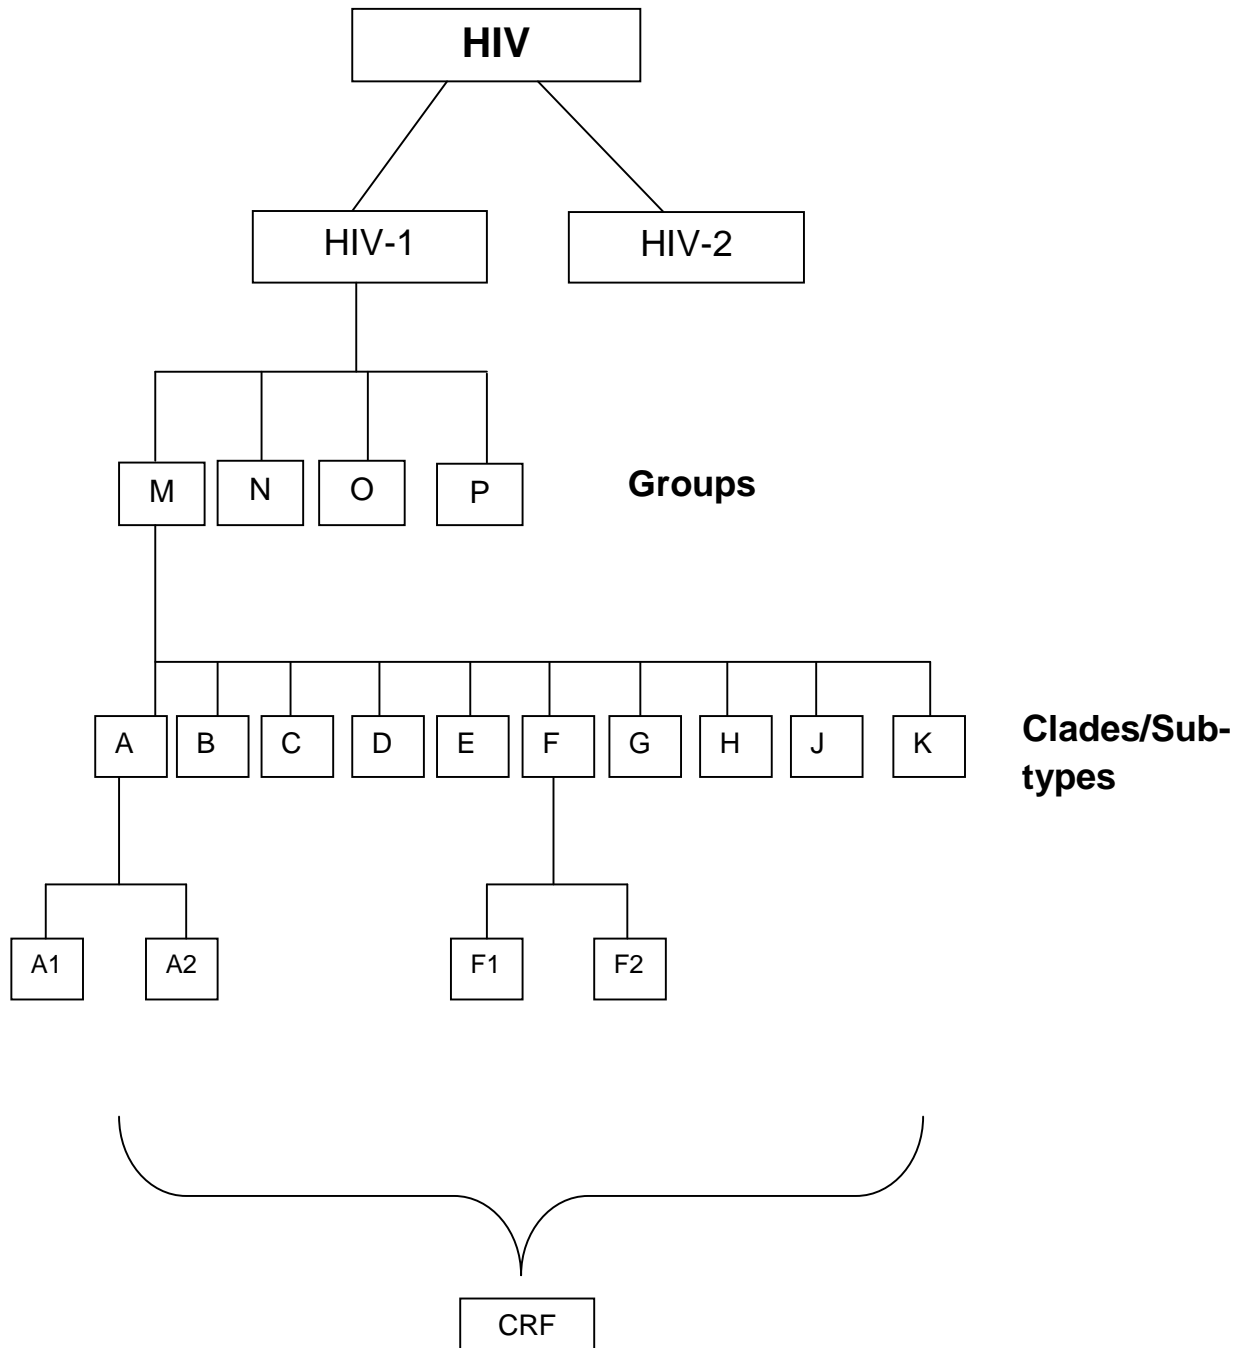 HIV
HIV-1 HIV-2
M N O P Groups
A B C D E F G H J K Clades/Sub-
types
A1 A2 F1 F2
CRF